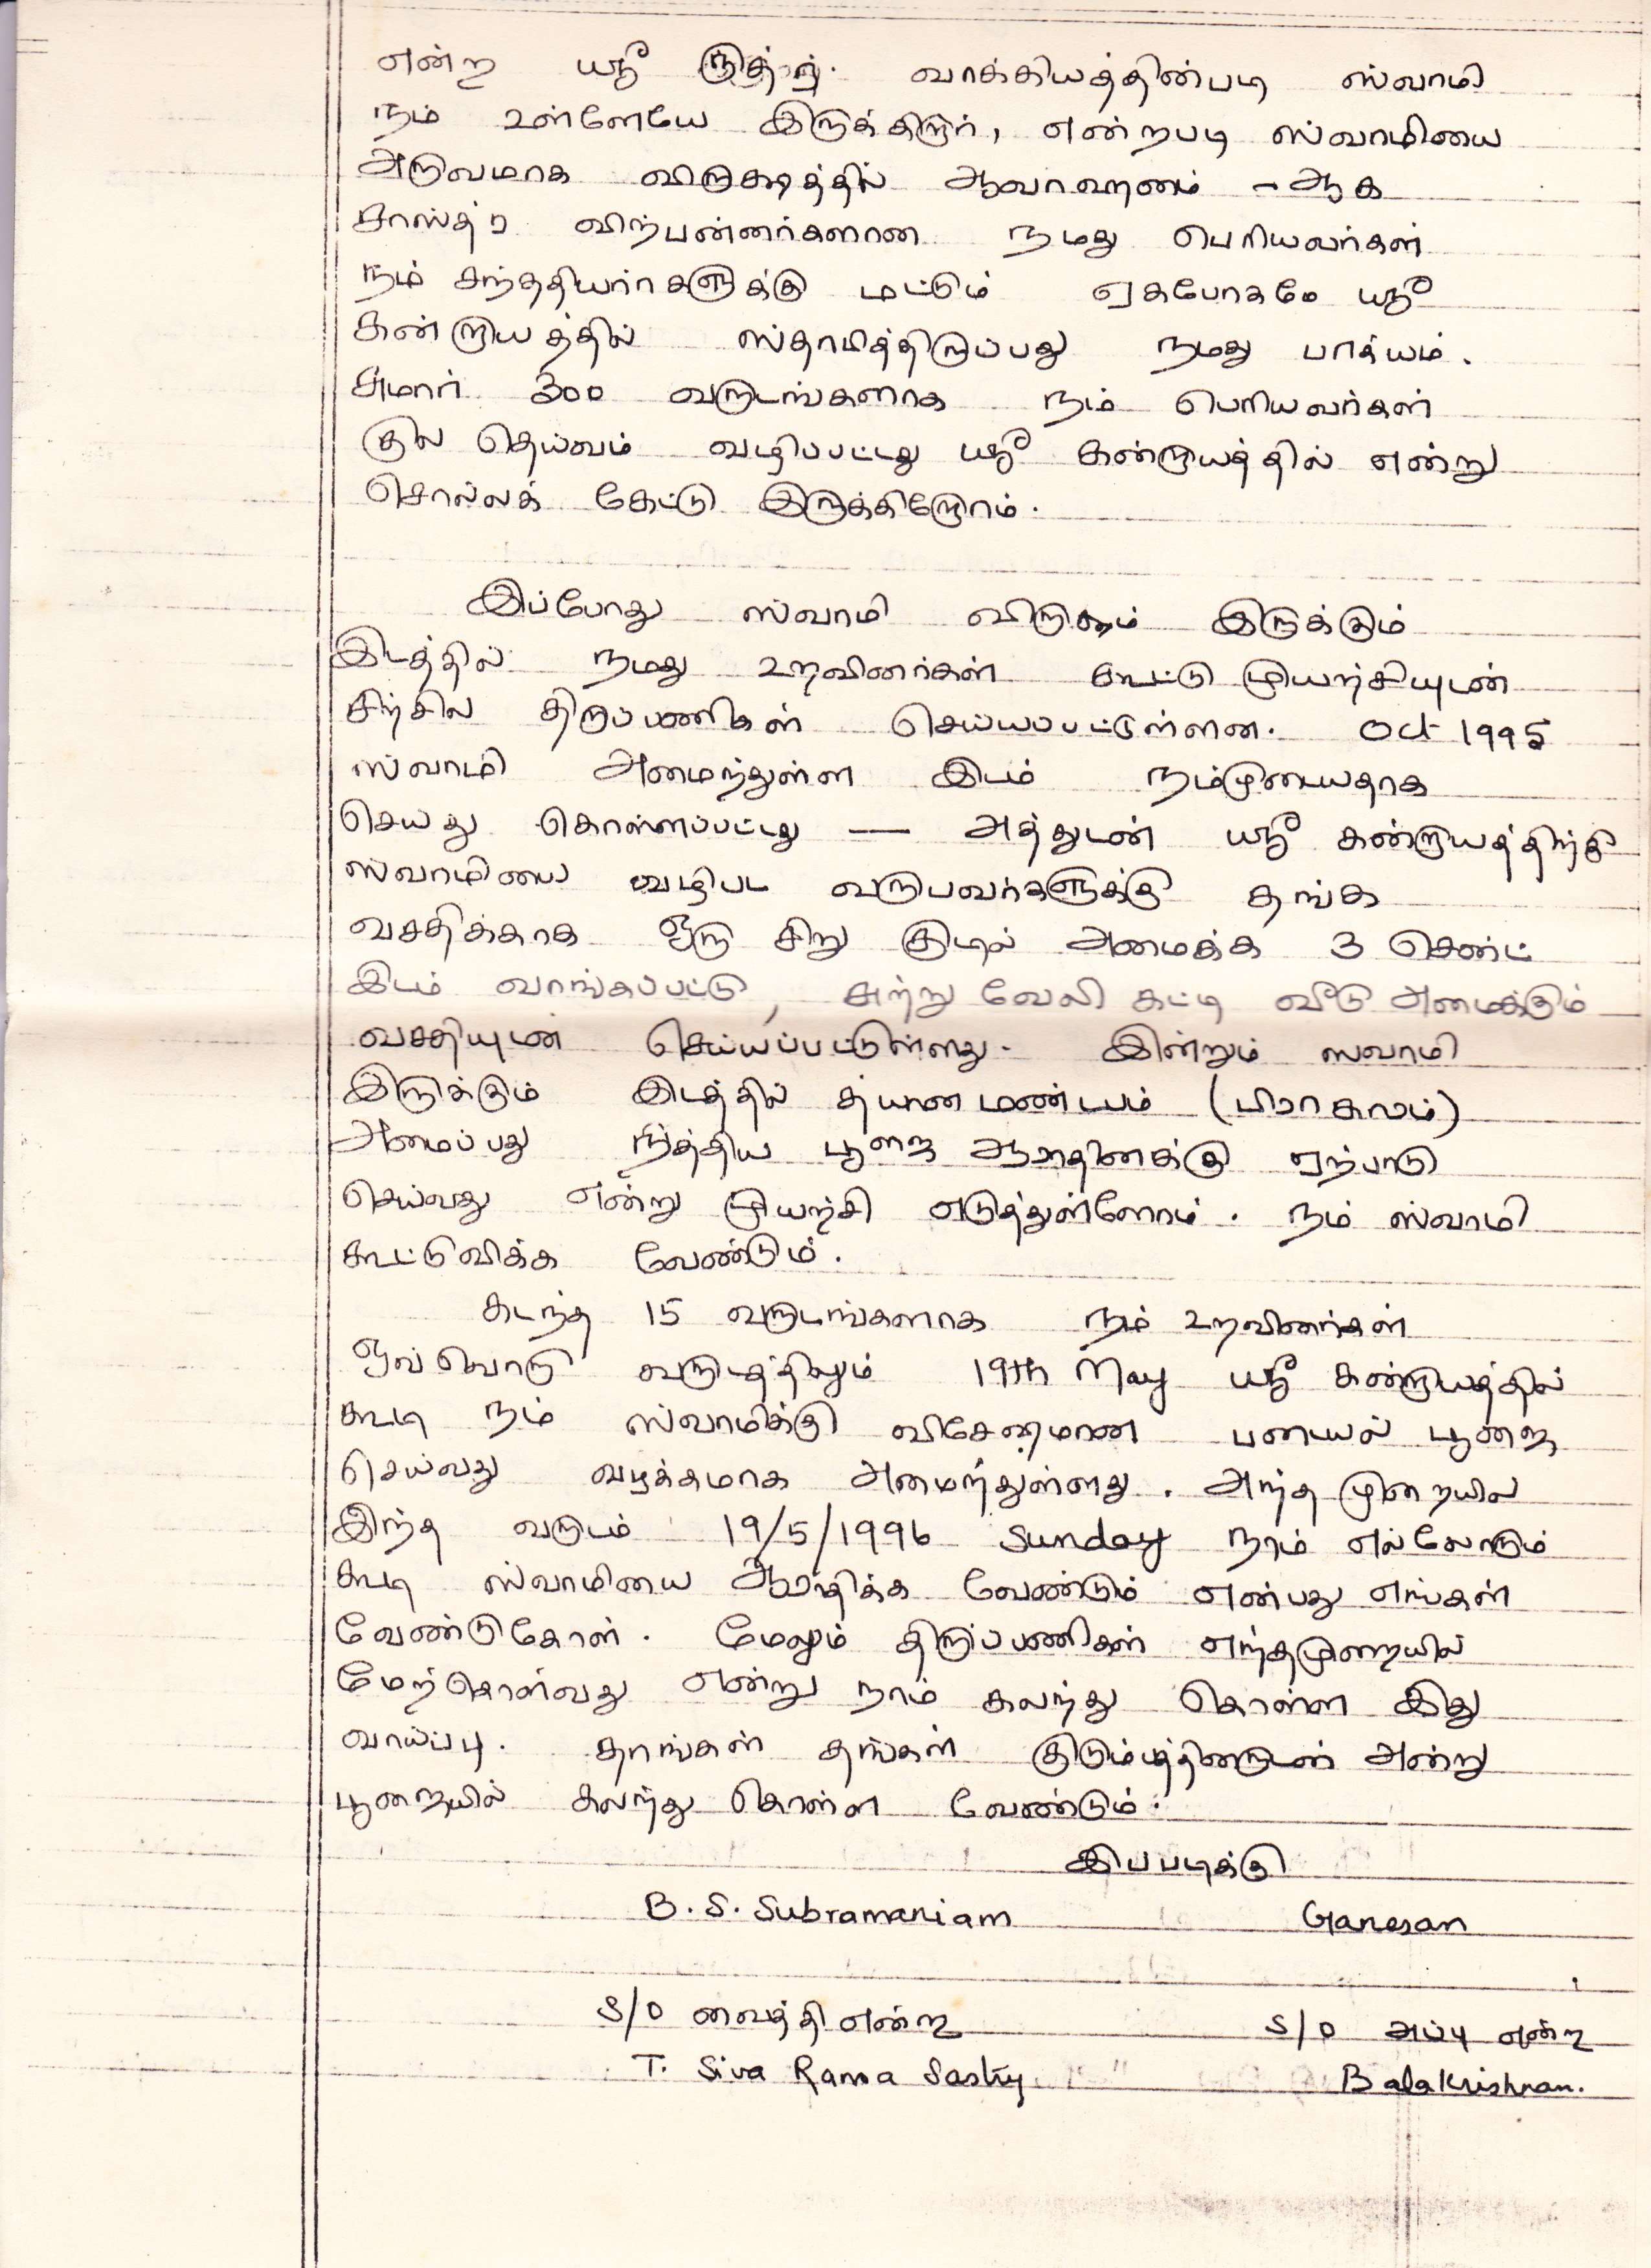 என்ற ஸ்ரீ ருத்ர வாக்கியத்தின்படி ஸ்வாமி
நம் உள்ளேயே இருக்கிறார், என்றபடி ஸ்வாமியை
அருவமாக விருக்ஷத்தில் ஆவாஹணம் - ஆக
சாஸ்த்ர விற்பன்னர்களான நமது பெரியவர்கள்
நம் சந்ததியார்களுக்கு மட்டும் ஏகபோகமே ஸ்ரீ
கன்றாயத்தில் ஸ்தாபித்திருப்பது நமது பாக்யம்.
சுமார் 300 வருடங்களாக நம் பெரியவர்கள்
குல தெய்வம் வழிபட்டது ஸ்ரீ கன்றாயத்தில் என்று
சொல்லக் கேட்டு இருக்கிறோம்.
இப்போது ஸ்வாமி விருக்ஷம் இருக்கும்
இடத்தில் நமது உறவினர்கள் கூட்டு முயற்சியுடன்
சிற்சில திறப்பணிகள் செய்யப்பட்டுள்ளன. Oct 1995
ஸ்வாமி அமைந்துள்ள இடம் நம்முடையதாக
செய்து கொள்ளப்பட்டது — அத்துடன் ஸ்ரீ கன்றாயத்திற்கு
ஸ்வாமியை வழிபட வருபவர்களுக்கு தங்க
வசதிக்காக ஒரு சிறு குடில் அமைக்க 3 செண்ட்
இடம் வாங்கப்பட்டு, சுற்று வேலி கட்டி வீடு அமைக்கும்
வசதியுடன் செய்யப்பட்டுள்ளது. இன்றும் ஸ்வாமி
இருக்கும் இடத்தில் த்யான மண்டபம் (பிராகாரம்)
அமைப்பது நித்திய பூஜை ஆராதனைக்கு ஏற்பாடு
செய்வது என்று முயற்சி எடுத்துள்ளோம். நம் ஸ்வாமி
கூட்டுவிக்க வேண்டும்.
கடந்த 15 வருடங்களாக நம் உறவினர்கள்
ஒவ்வொரு வருடத்திலும் 19th May ஸ்ரீ கன்றாயத்தில்
கூடி நம் ஸ்வாமிக்கு விசேஷமான படையல் பூஜை
செய்வது வழக்கமாக அமைந்துள்ளது. அந்த முறையில்
இந்த வருடம் 19/5/1996 Sunday நாம் எல்லோரும்
கூடி ஸ்வாமியை ஆராதிக்க வேண்டும் என்பது எங்கள்
வேண்டுகோள். மேலும் திருப்பணிகள் எந்தமுறையில்
மேற்கொள்வது என்று நாம் கலந்து கொள்ள இது
வாய்ப்பு. தாங்கள் தங்கள் குடும்பத்தினருடன் அன்று
பூஜையில் கலந்து கொள்ள வேண்டும்.
இப்படிக்கு
B. S. Subramaniam Ganesan
S/O வைத்தி என்ற S/O அப்பு என்ற
T. Siva Rama Sastry Balakrishnan.